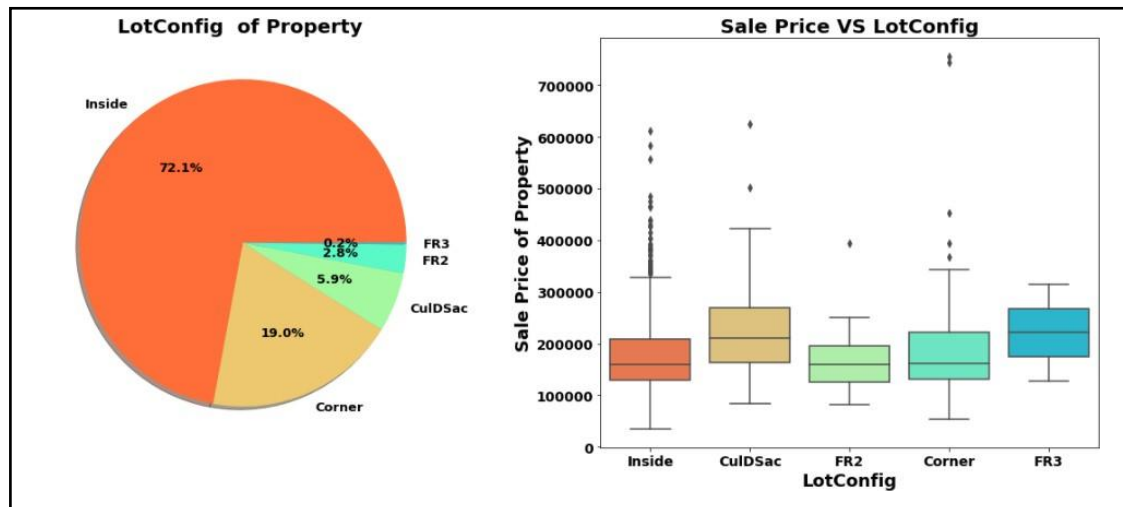 LotConfig  of Property
Inside
72.1%
0.2%
FR3
2.8%
FR2
5.9%
CulDSac
19.0%
Corner
Sale Price VS LotConfig
Sale Price of Property
700000
600000
500000
400000
300000
200000
100000
0
Inside CulDSac FR2 Corner FR3
LotConfig